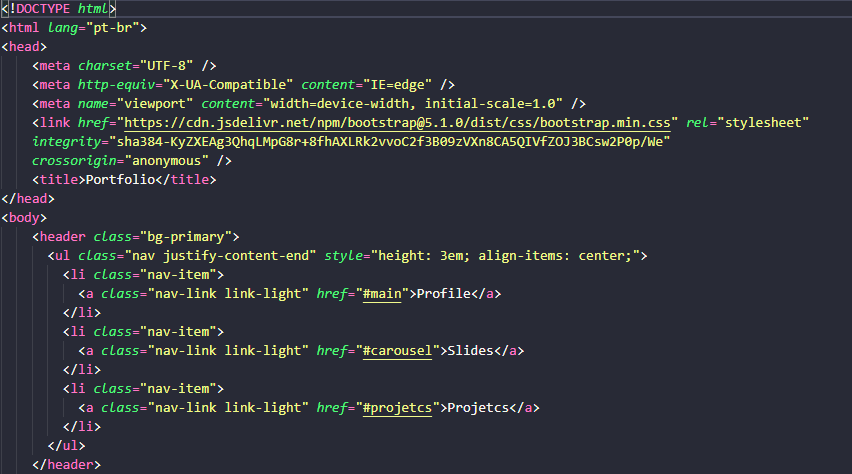 <!DOCTYPE html>
<html lang="pt-br">
<head>
    <meta charset="UTF-8" />
    <meta http-equiv="X-UA-Compatible" content="IE=edge" />
    <meta name="viewport" content="width=device-width, initial-scale=1.0" />
    <link href="https://cdn.jsdelivr.net/npm/bootstrap@5.1.0/dist/css/bootstrap.min.css" rel="stylesheet"
    integrity="sha384-KyZXEAg3QhqLMpG8r+8fhAXLRk2vvoC2f3B09zVXn8CA5QIVfZOJ3BCsw2P0p/We"
    crossorigin="anonymous" />
    <title>Portfolio</title>
</head>
<body>
    <header class="bg-primary">
      <ul class="nav justify-content-end" style="height: 3em; align-items: center;">
        <li class="nav-item">
          <a class="nav-link link-light" href="#main">Profile</a>
        </li>
        <li class="nav-item">
          <a class="nav-link link-light" href="#carousel">Slides</a>
        </li>
        <li class="nav-item">
          <a class="nav-link link-light" href="#projetcs">Projetcs</a>
        </li>
      </ul>
    </header>